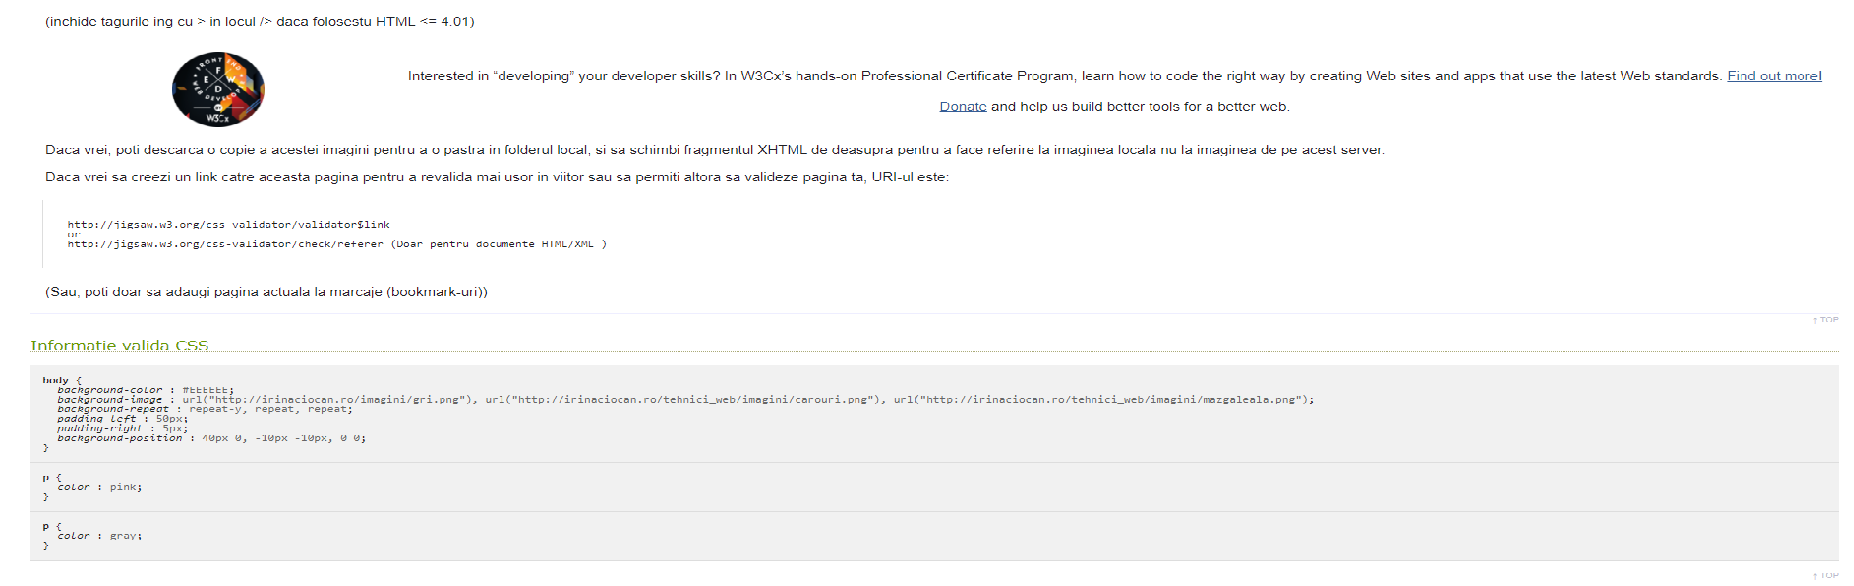 (inchide tagurile img cu > in locul /> daca folosestu HTML <= 4.01)
FRONT END
WEB DEVELOP
F E W D
W3Cx
Interested in “developing” your developer skills? In W3Cx’s hands-on Professional Certificate Program, learn how to code the right way by creating Web sites and apps that use the latest Web standards. Find out more!
Donate and help us build better tools for a better web.
Daca vrei, poti descarca o copie a acestei imagini pentru a o pastra in folderul local, si sa schimbi fragmentul XHTML de deasupra pentru a face referire la imaginea locala nu la imaginea de pe acest server.
Daca vrei sa creezi un link catre aceasta pagina pentru a revalida mai usor in viitor sau sa permiti altora sa valideze pagina ta, URI-ul este:
http://jigsaw.w3.org/css-validator/validator$link
or
http://jigsaw.w3.org/css-validator/check/referer (Doar pentru documente HTML/XML )
(Sau, poti doar sa adaugi pagina actuala la marcaje (bookmark-uri))
↑ TOP
Informatie valida CSS
body {
background-color : #EEEEEE;
background-image : url("http://irinaciocan.ro/imagini/gri.png"), url("http://irinaciocan.ro/tehnici_web/imagini/carouri.png"), url("http://irinaciocan.ro/tehnici_web/imagini/mazgaleala.png");
background-repeat : repeat-y, repeat, repeat;
padding-left : 50px;
padding-right : 5px;
background-position : 40px 0, -10px -10px, 0 0;
}
p {
color : pink;
}
p {
color : gray;
}
↑ TOP